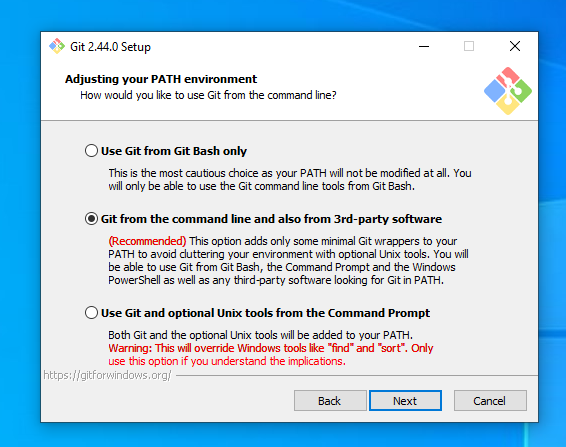 Git 2.44.0 Setup
Adjusting your PATH environment
How would you like to use Git from the command line?
Use Git from Git Bash only
This is the most cautious choice as your PATH will not be modified at all. You
will only be able to use the Git command line tools from Git Bash.
Git from the command line and also from 3rd-party software
(Recommended) This option adds only some minimal Git wrappers to your
PATH to avoid cluttering your environment with optional Unix tools. You will
be able to use Git from Git Bash, the Command Prompt and the Windows
PowerShell as well as any third-party software looking for Git in PATH.
Use Git and optional Unix tools from the Command Prompt
Both Git and the optional Unix tools will be added to your PATH.
Warning: This will override Windows tools like "find" and "sort". Only
use this option if you understand the implications.
https://gitforwindows.org/
Back Next Cancel